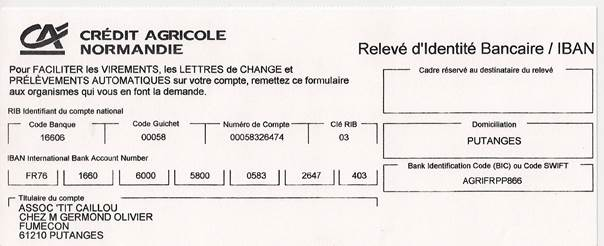 CA
CRÉDIT AGRICOLE
NORMANDIE
Relevé d'Identité Bancaire / IBAN
Pour FACILITER les VIREMENTS, les LETTRES de CHANGE et
PRÉLÈVEMENTS AUTOMATIQUES sur votre compte, remettez ce formulaire
aux organismes qui vous en font la demande.
Cadre réservé au destinataire du relevé
RIB Identifiant du compte national
Code Banque Code Guichet Numéro de Compte Clé RIB
16606 00058 00058326474 03
Domiciliation
PUTANGES
IBAN International Bank Account Number
FR76 1660 6000 5800 0583 2647 403
Bank Identification Code (BIC) ou Code SWIFT
AGRIFRPP866
Titulaire du compte
ASSOC 'TIT CAILLOU
CHEZ M GERMOND OLIVIER
FUMECON
61210 PUTANGES